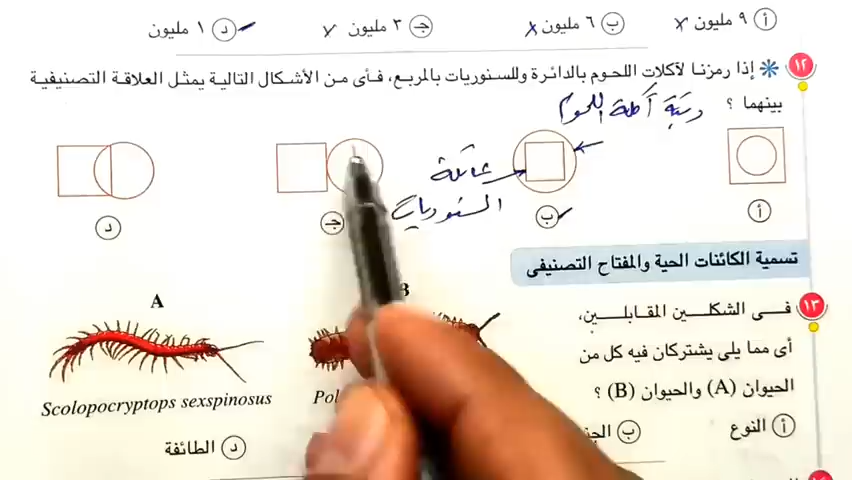 أ ٩ مليون ب ٦ مليون جـ ٣ مليون د ١ مليون
١٢ إذا رمزنا لآكلات اللحوم بالدائرة وللسنوريات بالمربع، فأى من الأشكال التالية يمثل العلاقة التصنيفية
بينهما ؟
رتبة آكلة اللحوم
عائلة
السنوريات
أ ب جـ د
تسمية الكائنات الحية والمفتاح التصنيفى
١٣ فى الشكلين المقابلين،
أى مما يلى يشتركان فيه كل من
الحيوان (A) والحيوان (B) ؟
A B
Scolopocryptops sexspinosus
أ النوع ب د الطائفة